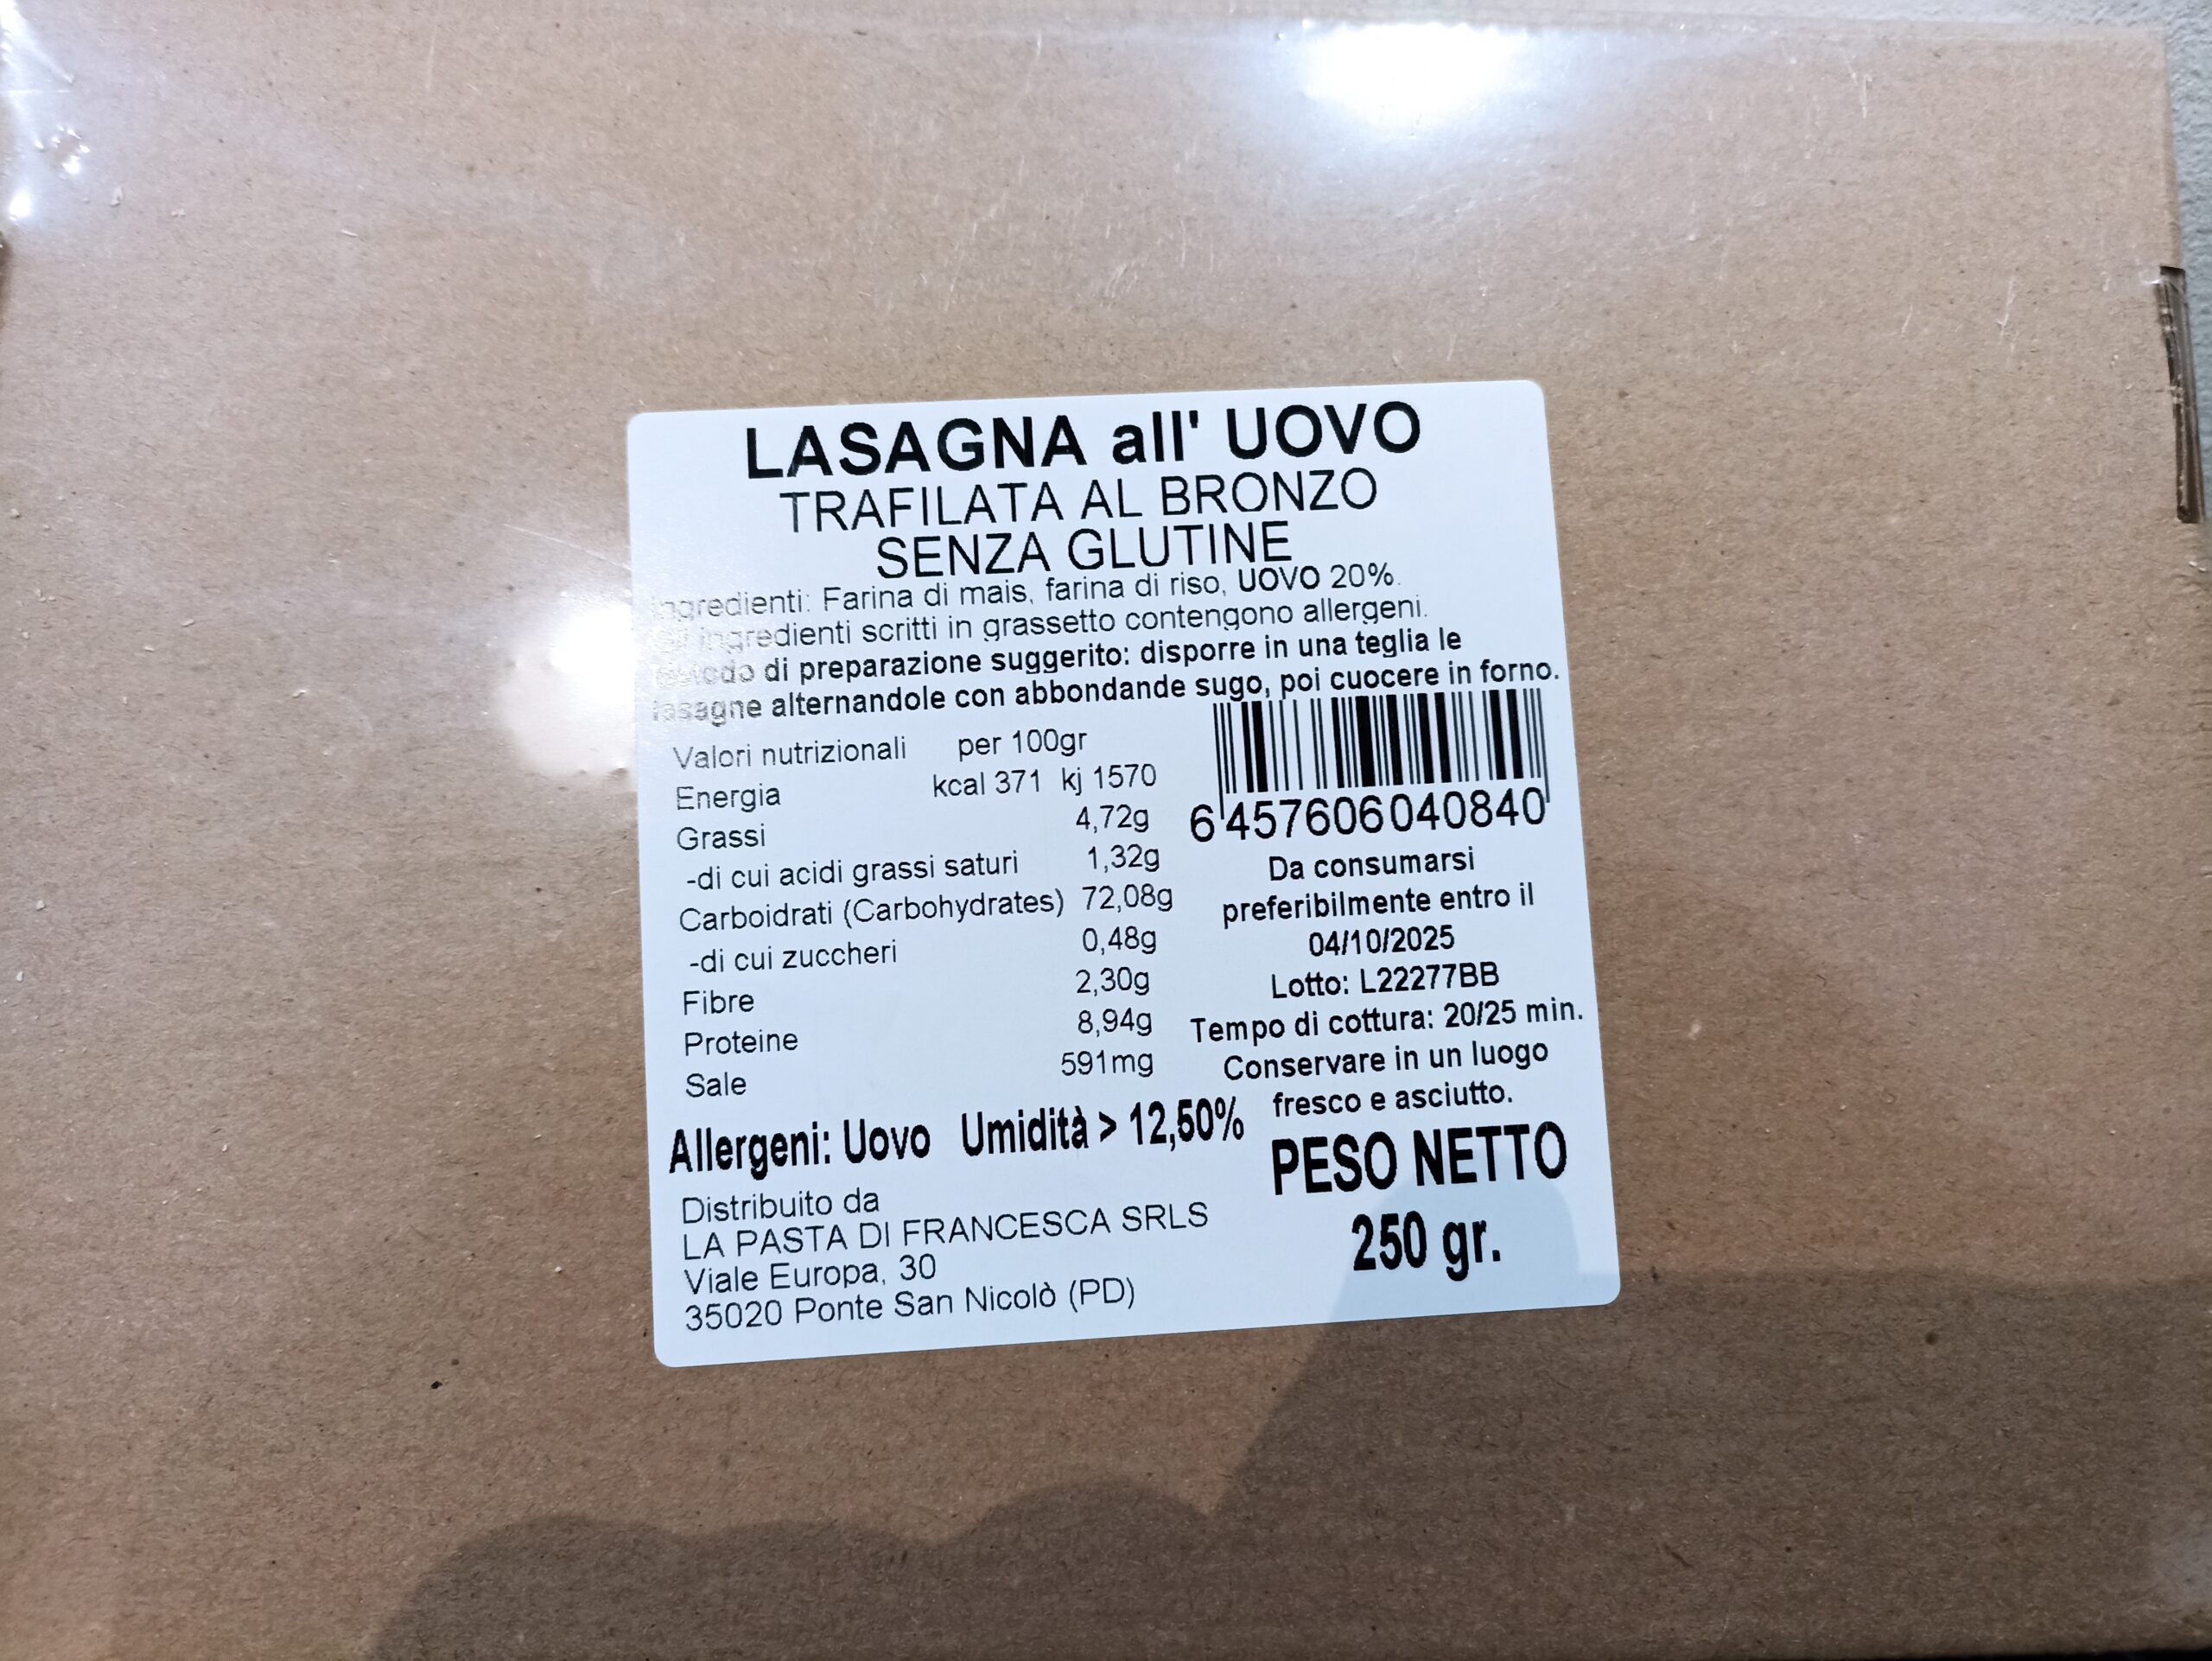 LASAGNA all' UOVO
TRAFILATA AL BRONZO
SENZA GLUTINE
Ingredienti: Farina di mais, farina di riso, UOVO 20%.
Gli ingredienti scritti in grassetto contengono allergeni.
Metodo di preparazione suggerito: disporre in una teglia le
lasagne alternandole con abbondande sugo, poi cuocere in forno.
Valori nutrizionali per 100gr
Energia kcal 371 kj 1570
Grassi 4,72g
-di cui acidi grassi saturi 1,32g
Carboidrati (Carbohydrates) 72,08g
-di cui zuccheri 0,48g
Fibre 2,30g
Proteine 8,94g
Sale 591mg
6 457606 040840
Da consumarsi
preferibilmente entro il
04/10/2025
Lotto: L22277BB
Tempo di cottura: 20/25 min.
Conservare in un luogo
fresco e asciutto.
Allergeni: Uovo Umidità > 12,50%
PESO NETTO
250 gr.
Distribuito da
LA PASTA DI FRANCESCA SRLS
Viale Europa, 30
35020 Ponte San Nicolò (PD)